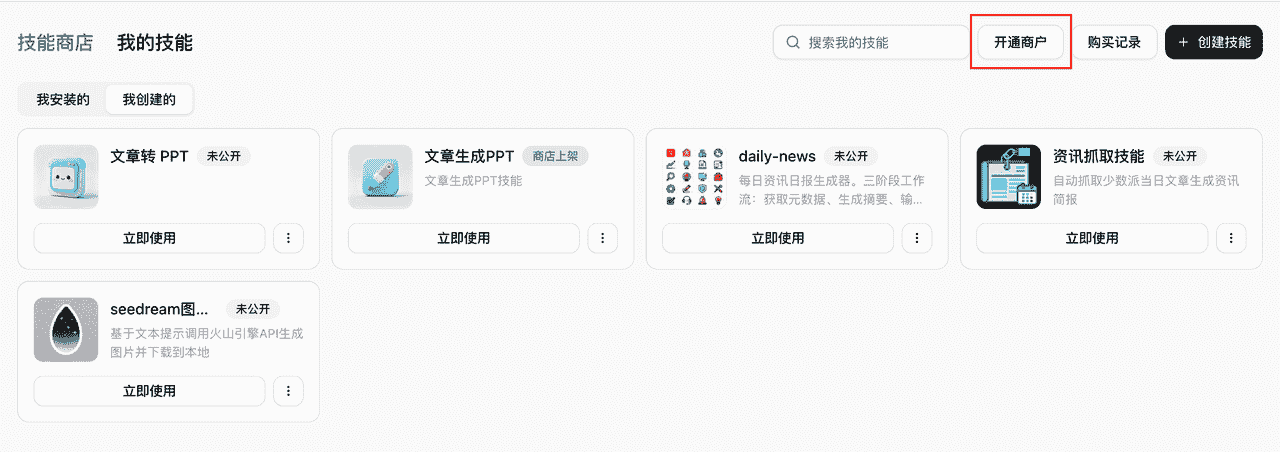 技能商店 我的技能
搜索我的技能
开通商户
购买记录
+ 创建技能
我安装的 我创建的
文章转 PPT 未公开
立即使用
文章生成PPT 商店上架
文章生成PPT技能
立即使用
daily-news 未公开
每日资讯日报生成器。三阶段工作
流：获取元数据、生成摘要、输...
立即使用
资讯抓取技能 未公开
自动抓取少数派当日文章生成资讯
简报
立即使用
seedream图... 未公开
基于文本提示调用火山引擎API生成
图片并下载到本地
立即使用